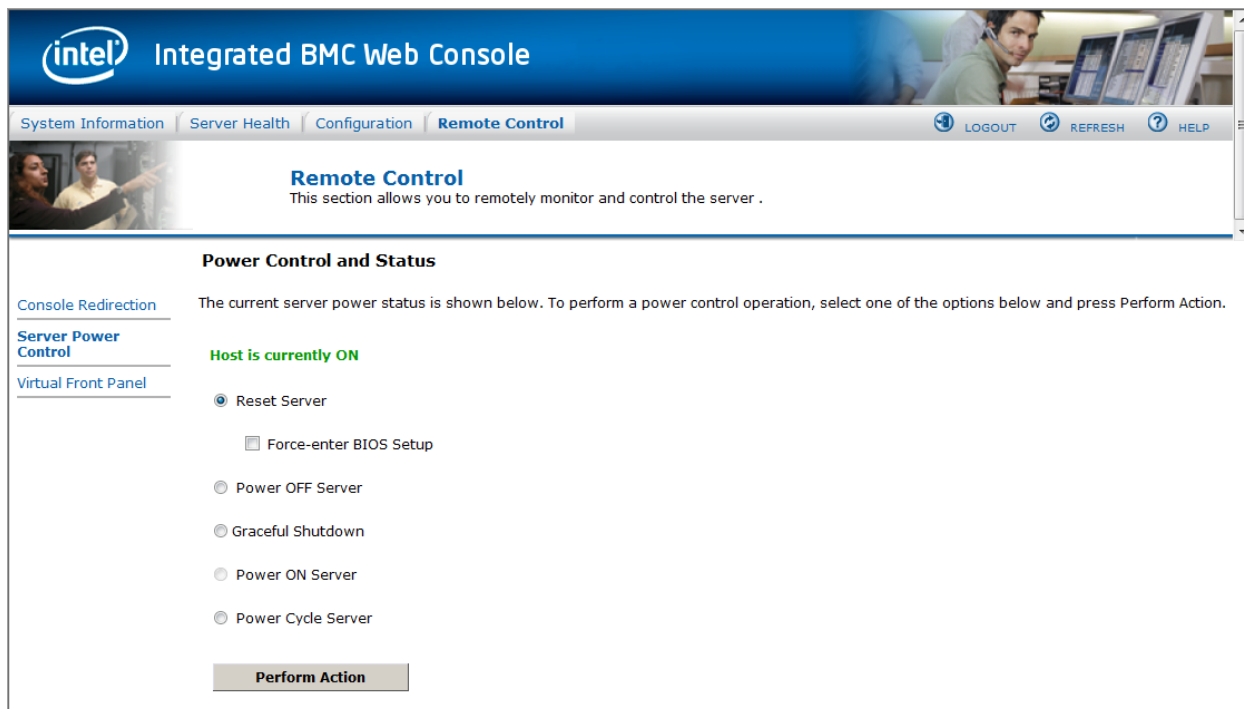 intel Integrated BMC Web Console
System Information Server Health Configuration Remote Control LOGOUT REFRESH ? HELP
Remote Control
This section allows you to remotely monitor and control the server .
Power Control and Status
The current server power status is shown below. To perform a power control operation, select one of the options below and press Perform Action.
Console Redirection
Server Power
Control
Virtual Front Panel
Host is currently ON
Reset Server
Force-enter BIOS Setup
Power OFF Server
Graceful Shutdown
Power ON Server
Power Cycle Server
Perform Action